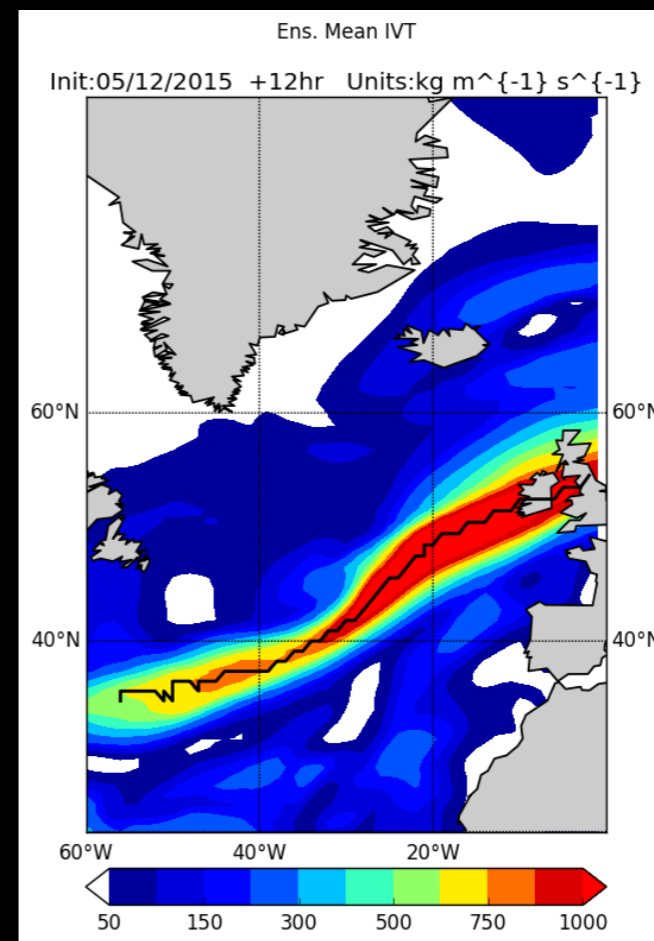 Ens. Mean IVT
Init:05/12/2015 +12hr Units:kg m^{-1} s^{-1}
60°N 60°N
40°N 40°N
60°W 40°W 20°W
50 150 300 500 750 1000